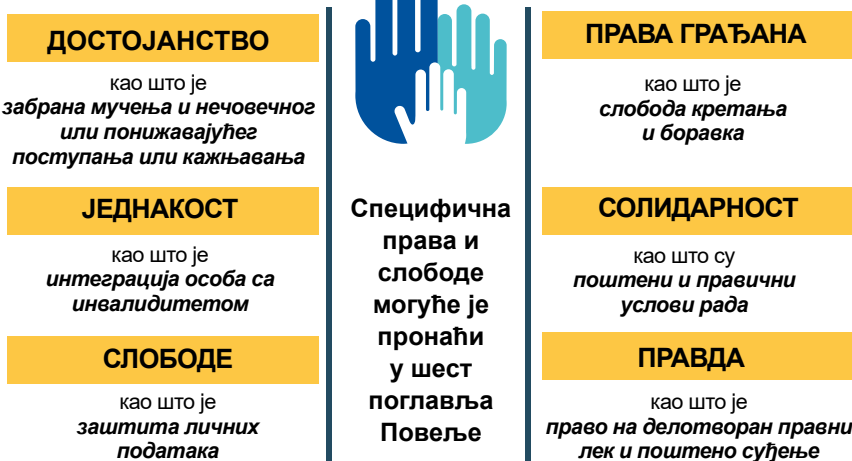 ДОСТОЈАНСТВО
као што је
забрана мучења и нечовечног
или понижавајућег
поступања или кажњавања
ЈЕДНАКОСТ
као што је
интеграција особа са
инвалидитетом
СЛОБОДЕ
као што је
заштита личних
података
Специфична
права и
слободе
могуће је
пронаћи
у шест
поглавља
Повеље
ПРАВА ГРАЂАНА
као што је
слобода кретања
и боравка
СОЛИДАРНОСТ
као што су
поштени и правични
услови рада
ПРАВДА
као што је
право на делотворан правни
лек и поштено суђење